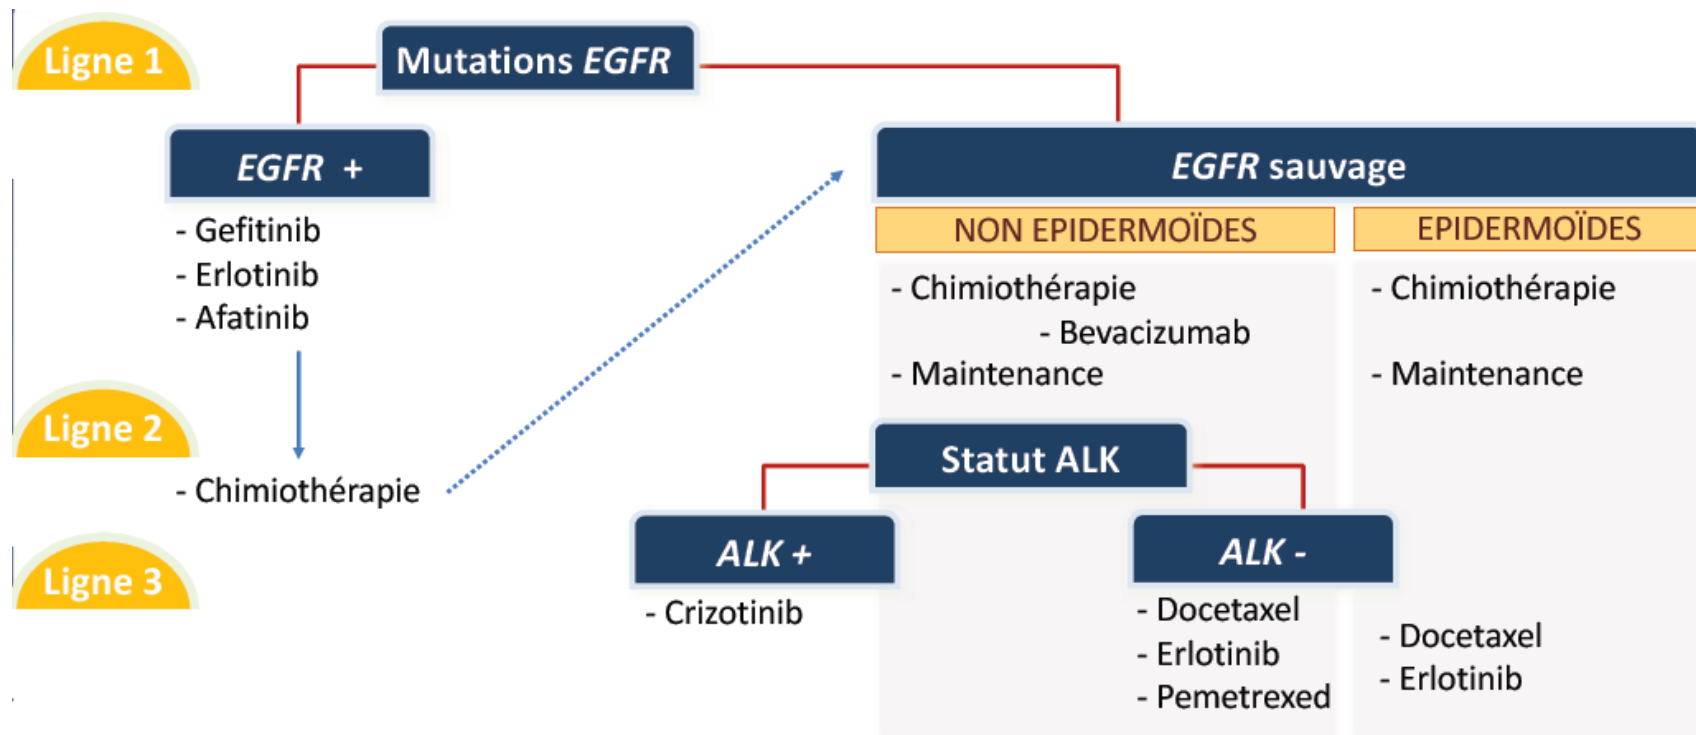 Ligne 1
Mutations EGFR
EGFR +
- Gefitinib
- Erlotinib
- Afatinib
EGFR sauvage
NON EPIDERMOÏDES
- Chimiothérapie
- Bevacizumab
- Maintenance
EPIDERMOÏDES
- Chimiothérapie
- Maintenance
Ligne 2
- Chimiothérapie
Statut ALK
Ligne 3
ALK +
- Crizotinib
ALK -
- Docetaxel
- Erlotinib
- Pemetrexed
- Docetaxel
- Erlotinib